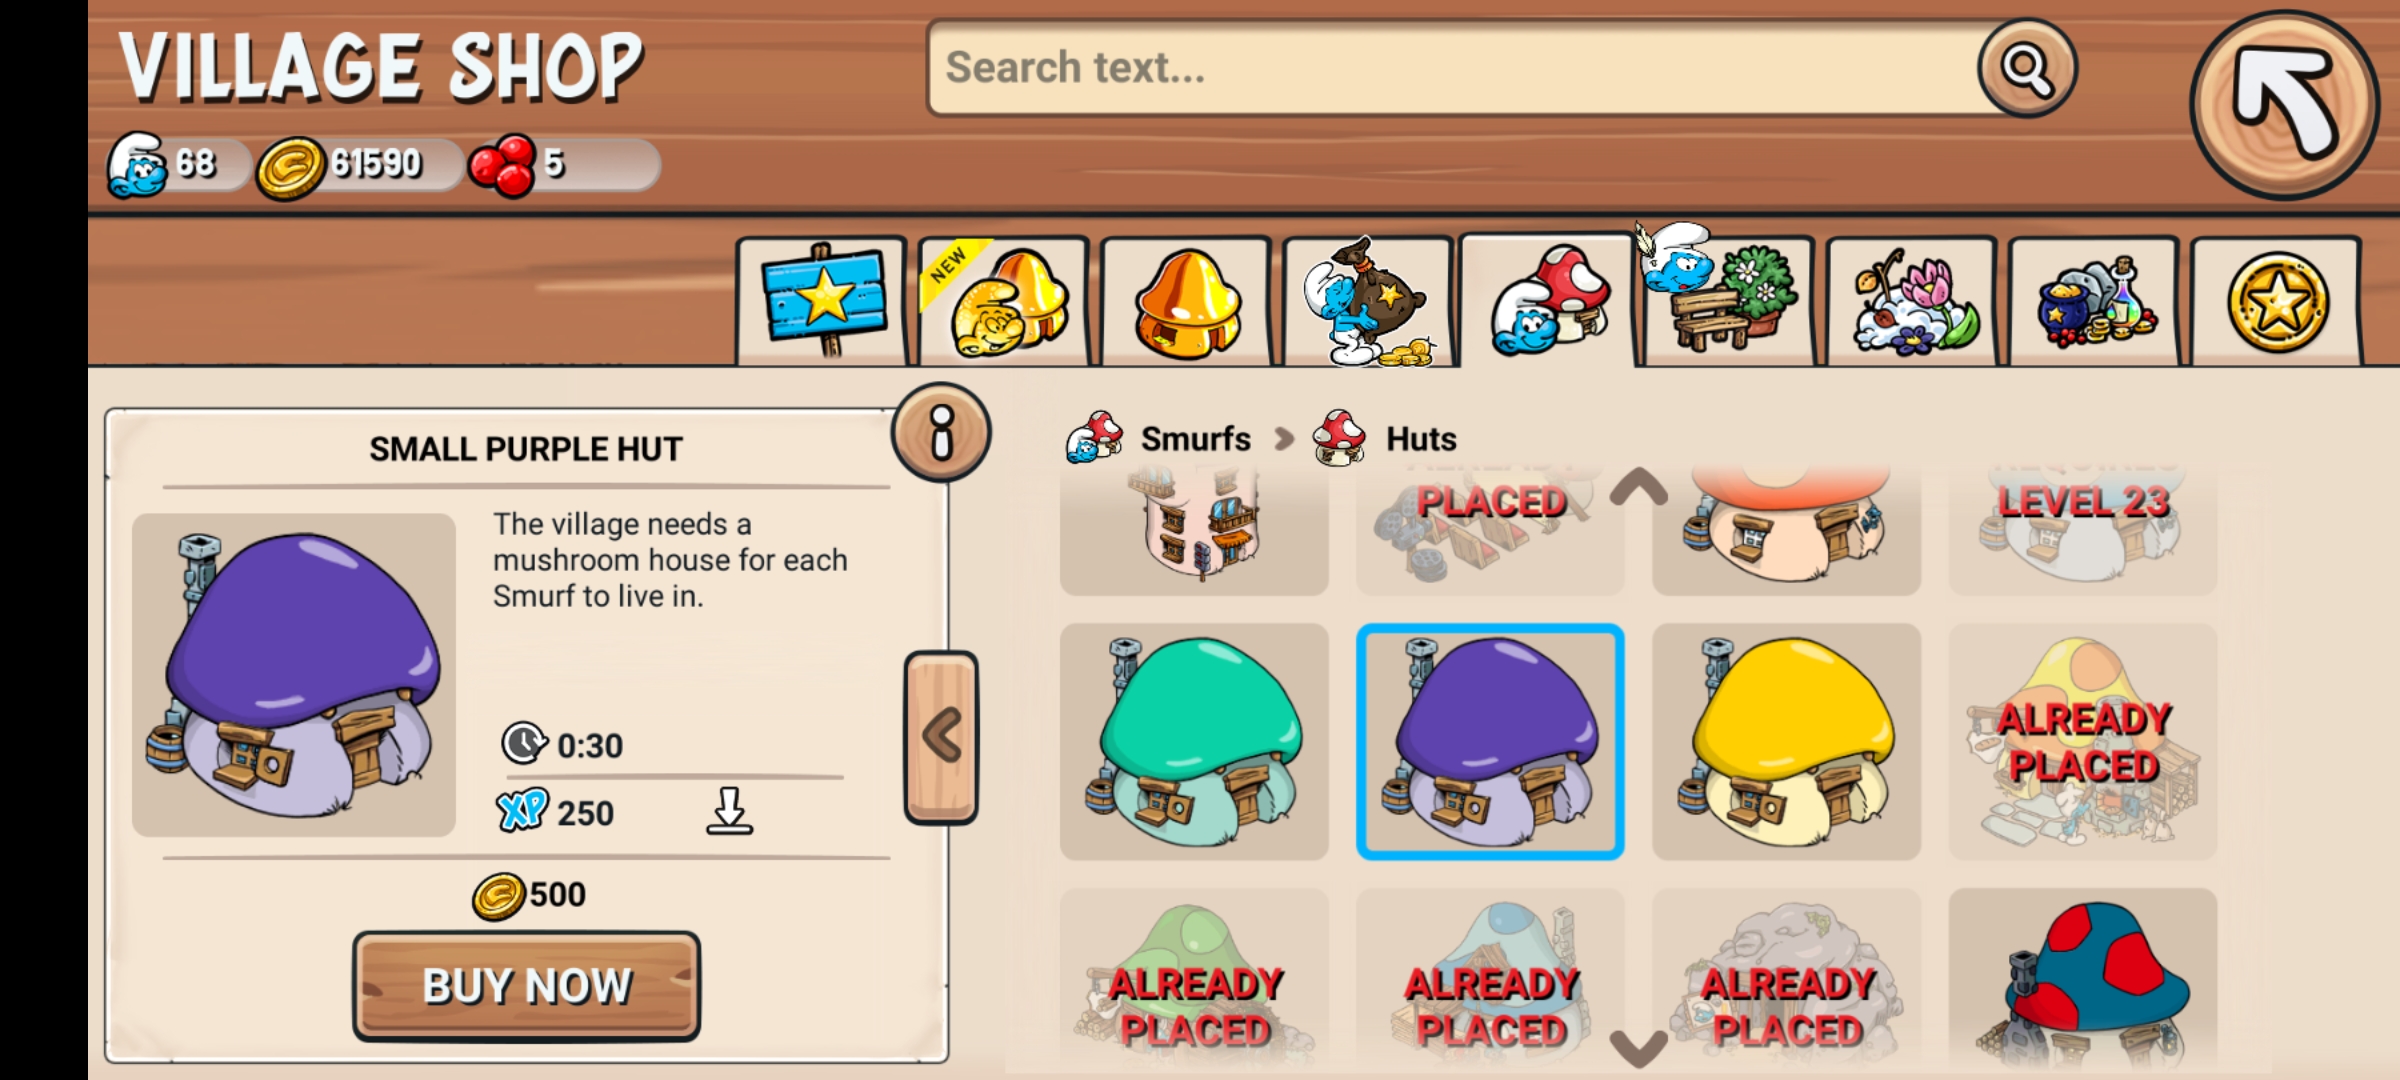 VILLAGE SHOP
Search text...
68
61590
5
NEW
SMALL PURPLE HUT
The village needs a
mushroom house for each
Smurf to live in.
0:30
XP 250
500
BUY NOW
Smurfs
Huts
PLACED
LEVEL 23
ALREADY
PLACED
ALREADY
PLACED
ALREADY
PLACED
ALREADY
PLACED